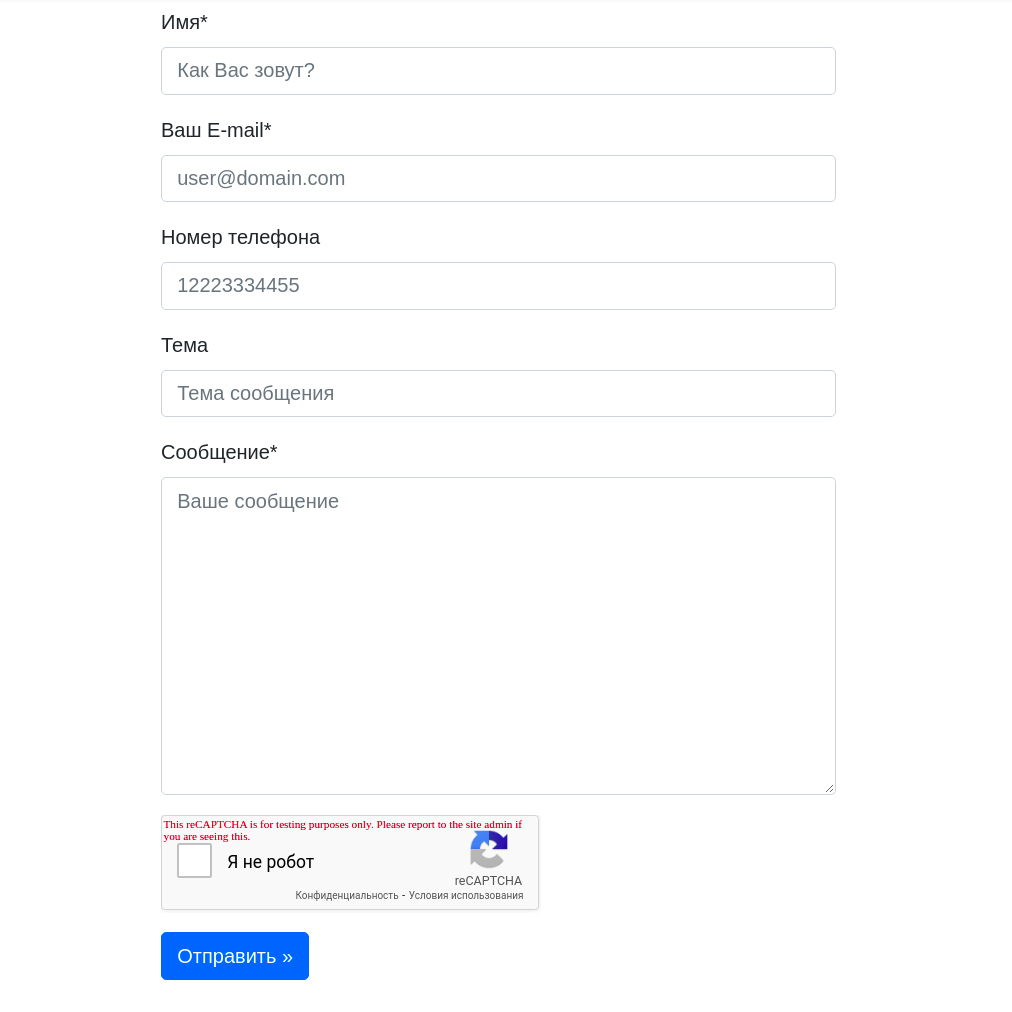 Имя*
Как Вас зовут?
Ваш E-mail*
user@domain.com
Номер телефона
12223334455
Тема
Тема сообщения
Сообщение*
Ваше сообщение
This reCAPTCHA is for testing purposes only. Please report to the site admin if
you are seeing this.
Я не робот
reCAPTCHA
Конфиденциальность - Условия использования
Отправить »